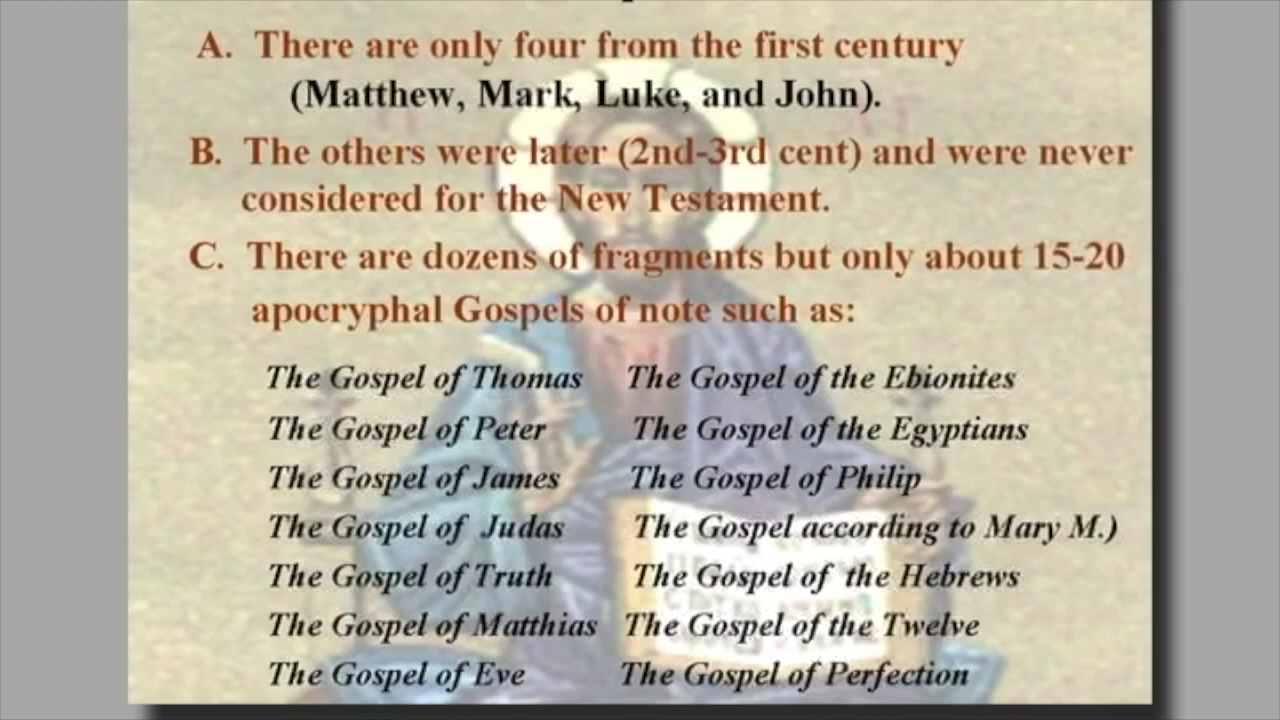 A. There are only four from the first century
(Matthew, Mark, Luke, and John).
B. The others were later (2nd-3rd cent) and were never
considered for the New Testament.
C. There are dozens of fragments but only about 15-20
apocryphal Gospels of note such as:
The Gospel of Thomas The Gospel of the Ebionites
The Gospel of Peter The Gospel of the Egyptians
The Gospel of James The Gospel of Philip
The Gospel of Judas The Gospel according to Mary M.)
The Gospel of Truth The Gospel of the Hebrews
The Gospel of Matthias The Gospel of the Twelve
The Gospel of Eve The Gospel of Perfection